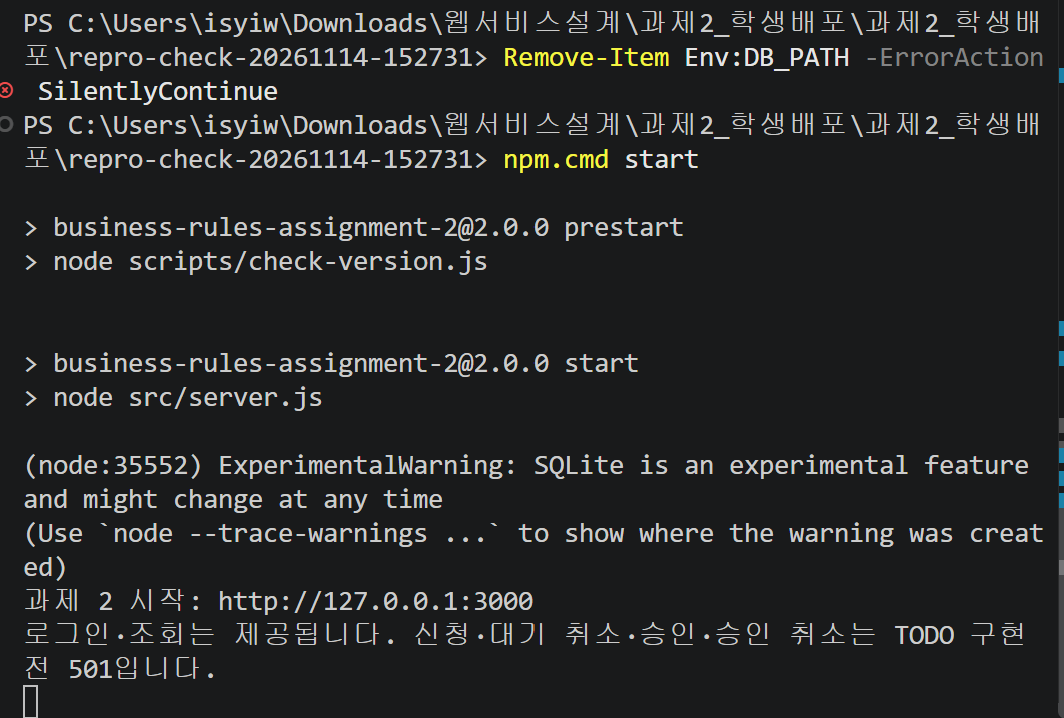 PS C:\Users\isyiw\Downloads\웹서비스설계\과제2_학생배포\과제2_학생배
포\repro-check-20261114-152731> Remove-Item Env:DB_PATH -ErrorAction
SilentlyContinue
PS C:\Users\isyiw\Downloads\웹서비스설계\과제2_학생배포\과제2_학생배
포\repro-check-20261114-152731> npm.cmd start
> business-rules-assignment-2@2.0.0 prestart
> node scripts/check-version.js
> business-rules-assignment-2@2.0.0 start
> node src/server.js
(node:35552) ExperimentalWarning: SQLite is an experimental feature
and might change at any time
(Use `node --trace-warnings ...` to show where the warning was creat
ed)
과제 2 시작: http://127.0.0.1:3000
로그인·조회는 제공됩니다. 신청·대기 취소·승인·승인 취소는 TODO 구현
전 501입니다.